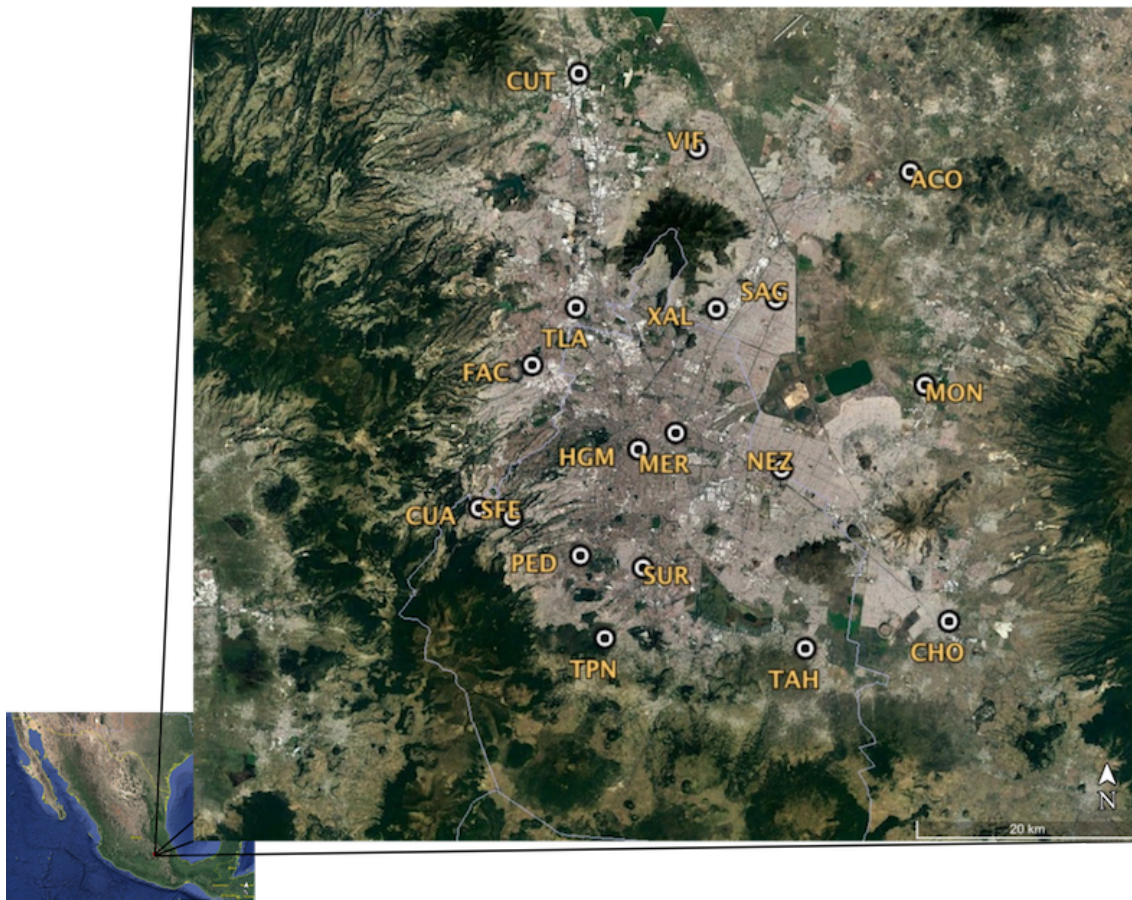 CUT
VIF
ACO
SAG
XAL
TLA
FAC
MON
HGM
MER
NEZ
CUA
SFE
PED
SUR
CHO
TPN
TAH
N
20 km